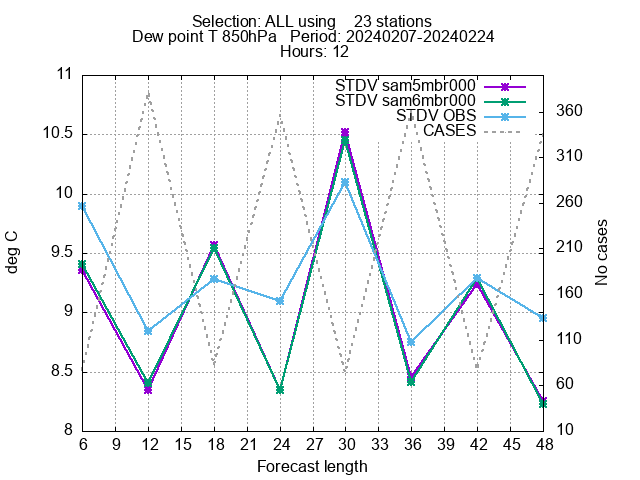 Selection: ALL using    23 stations
Dew point T 850hPa   Period: 20240207-20240224
Hours: 12
STDV sam5mbr000
STDV sam6mbr000
STDV OBS
CASES
11
10.5
10
9.5
9
8.5
8
deg C
360
310
260
210
160
110
60
10
No cases
6 9 12 15 18 21 24 27 30 33 36 39 42 45 48
Forecast length